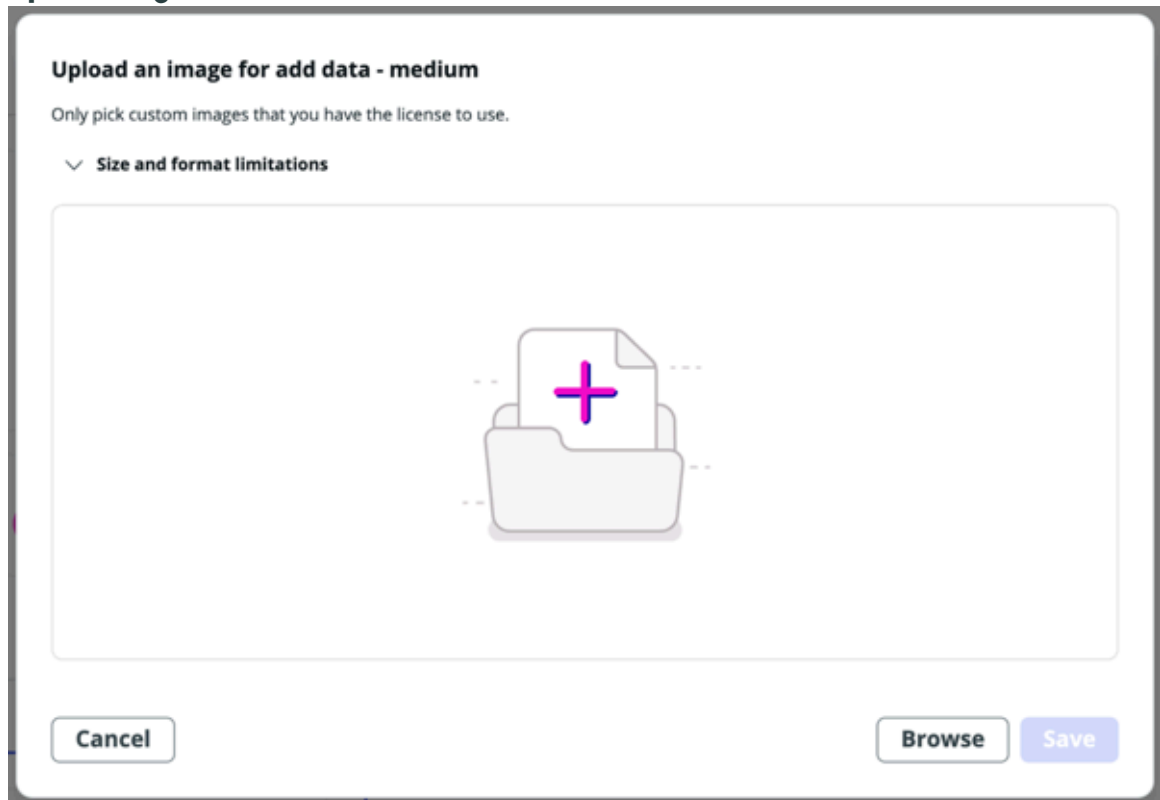 Upload an image for add data - medium
Only pick custom images that you have the license to use.
Size and format limitations
Cancel
Browse
Save